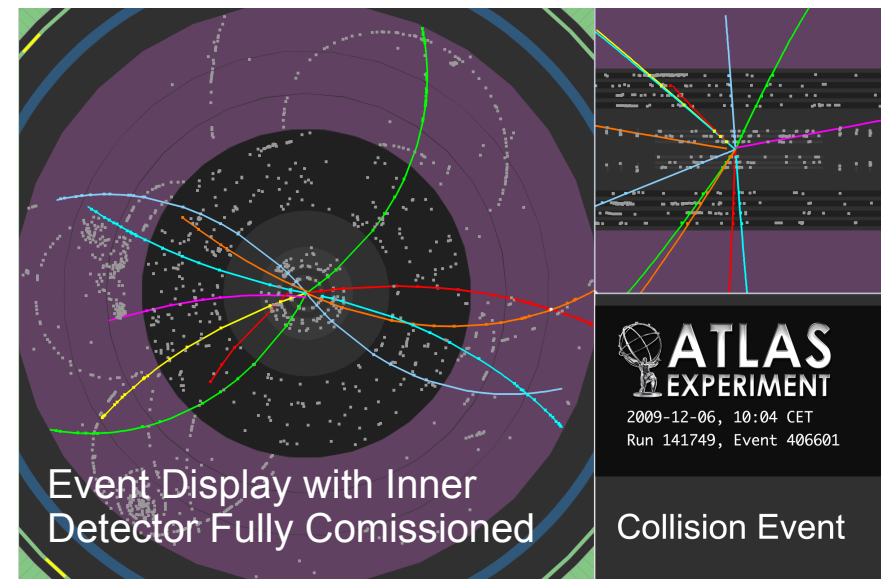 ATLAS
EXPERIMENT
2009-12-06, 10:04 CET
Run 141749, Event 406601
Event Display with Inner
Detector Fully Comissioned
Collision Event